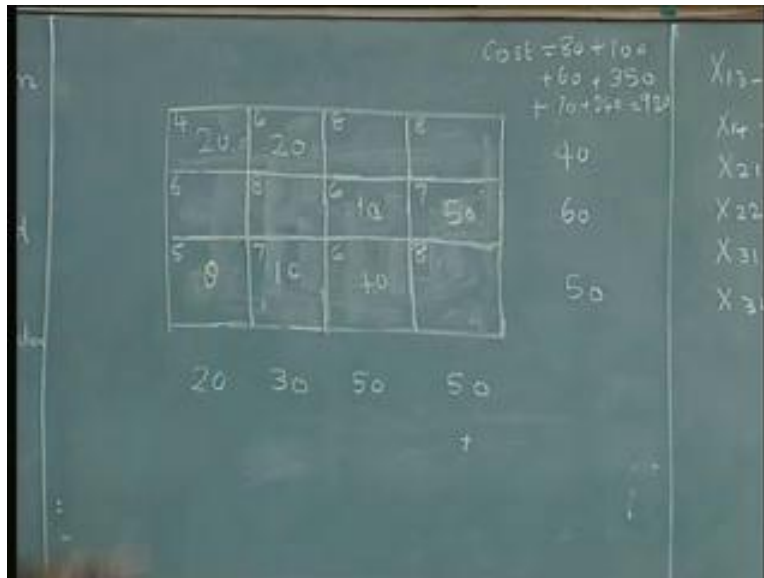 Cost = 80 + 100
+ 60 + 350
+ 70 + 240 = 920
4 20 6 20 8 8 40
6 8 6 10 7 50 60
5 7 10 6 40 8 50
20 30 50 50
+
X13 -
X14
X21
X22
X31